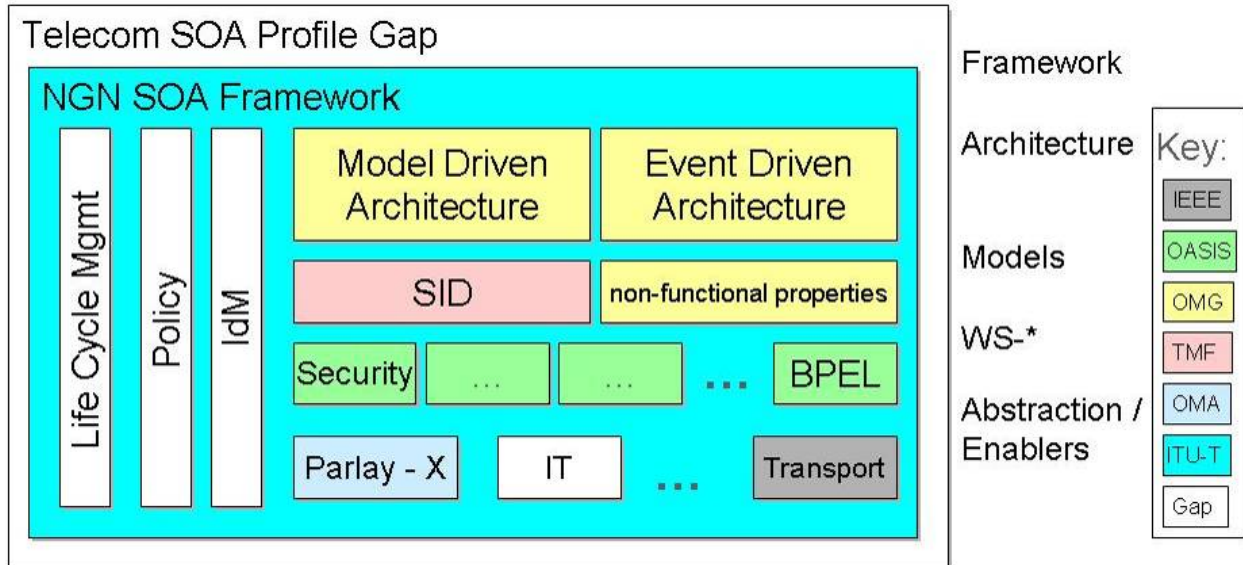 Telecom SOA Profile Gap
NGN SOA Framework
Life Cycle Mgmt
Policy
IdM
Model Driven
Architecture
Event Driven
Architecture
SID
non-functional properties
Security
...
...
...
BPEL
Parlay - X
IT
...
Transport
Framework
Architecture
Models
WS-*
Abstraction /
Enablers
Key:
IEEE
OASIS
OMG
TMF
OMA
ITU-T
Gap